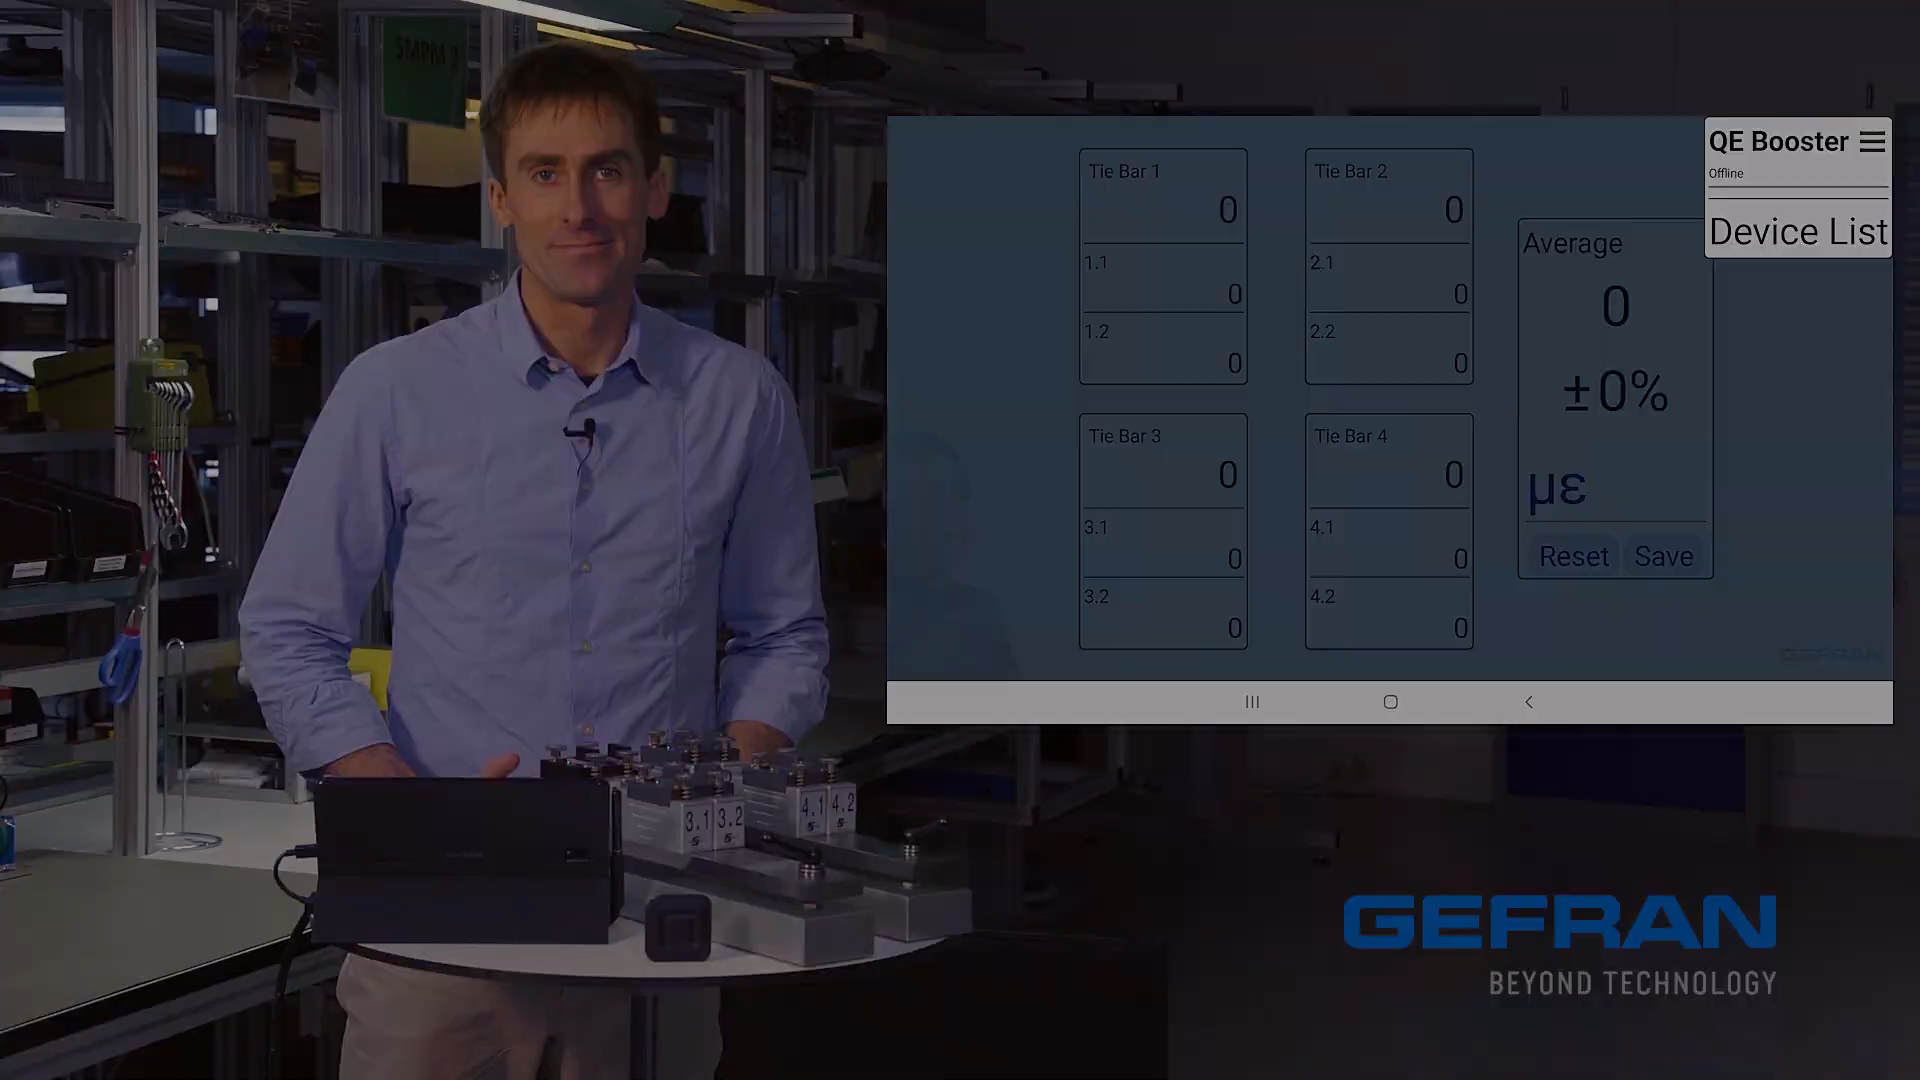 SMPM 2
QE Booster
Offline
Device List
Tie Bar 1
0
1.1
0
1.2
0
Tie Bar 2
0
2.1
0
2.2
0
Average
0
±0%
με
Reset Save
Tie Bar 3
0
3.1
0
3.2
0
Tie Bar 4
0
4.1
0
4.2
0
GEFRAN
3.1 3.2
4.1 4.2
GEFRAN
BEYOND TECHNOLOGY